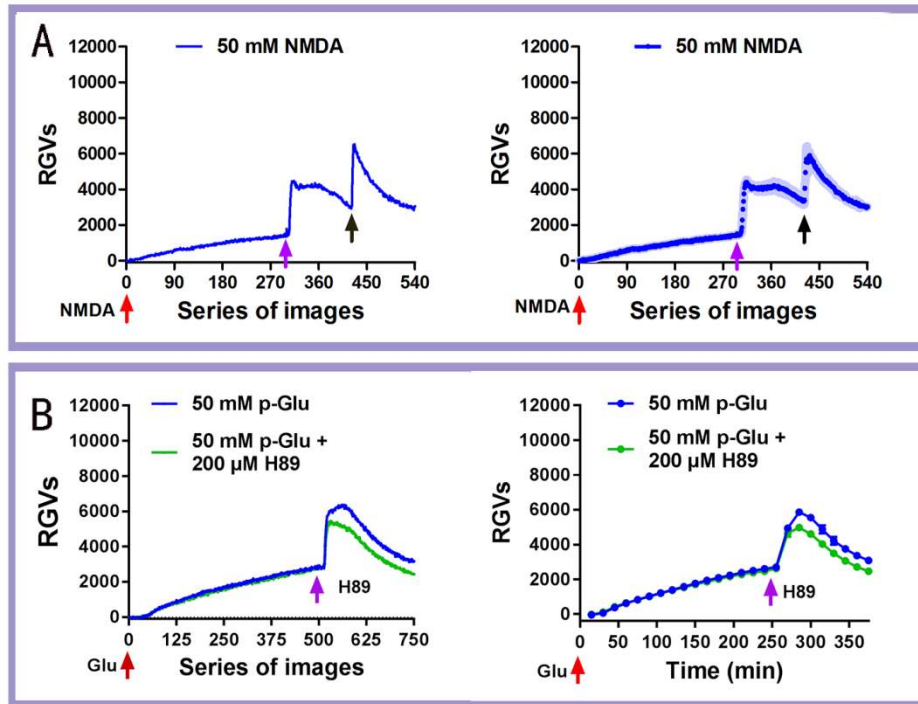 A
50 mM NMDA
12000
10000
8000
6000
4000
2000
0
RGVs
0 90 180 270 360 450 540
NMDA
Series of images
50 mM NMDA
12000
10000
8000
6000
4000
2000
0
RGVs
0 90 180 270 360 450 540
NMDA
Series of images
B
50 mM p-Glu
50 mM p-Glu +
200 µM H89
12000
10000
8000
6000
4000
2000
0
RGVs
H89
0 125 250 375 500 625 750
Glu
Series of images
50 mM p-Glu
50 mM p-Glu +
200 µM H89
12000
10000
8000
6000
4000
2000
0
RGVs
H89
0 50 100 150 200 250 300 350
Glu
Time (min)